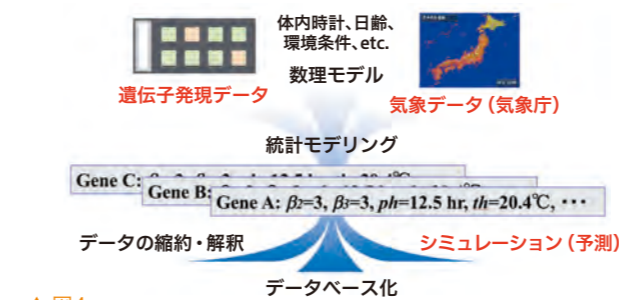 体内時計、日齢、
環境条件、etc.
数理モデル
遺伝子発現データ
気象データ（気象庁）
統計モデリング
Gene C:
Gene B:
Gene A: β2=3, β3=3, ph=12.5 hr, th=20.4℃, ･･･
データの縮約・解釈
シミュレーション（予測）
データベース化